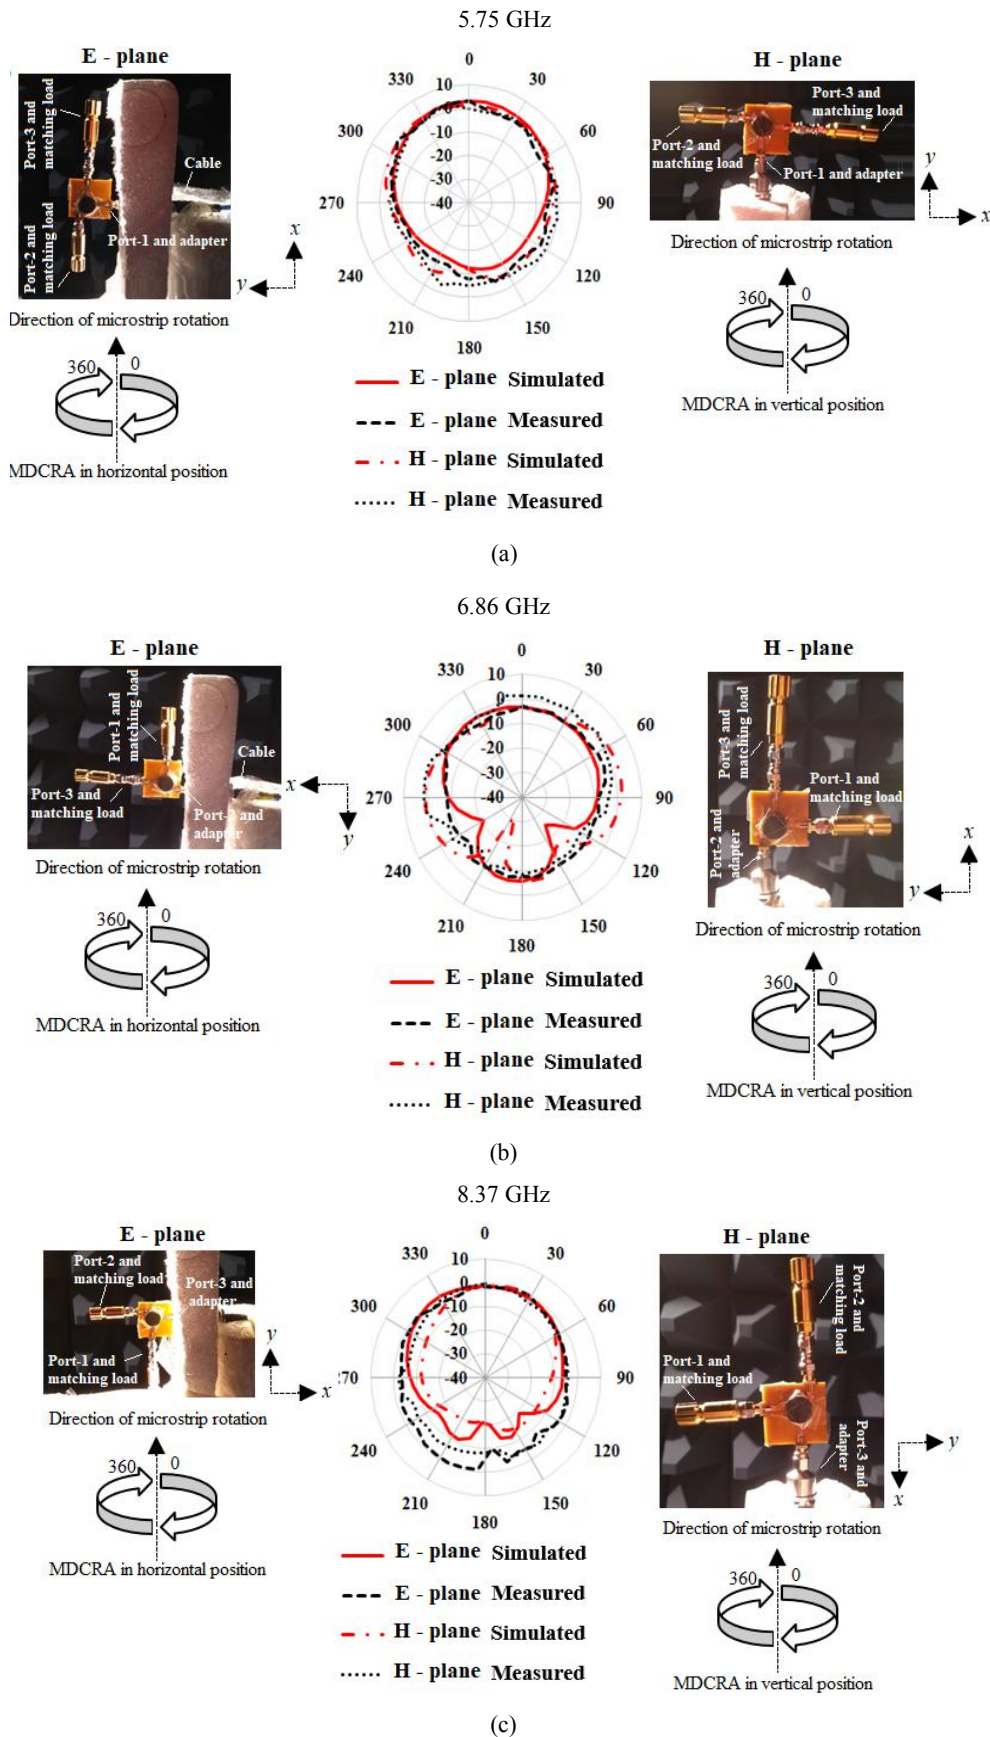 5.75 GHz
E - plane
Port-3 and
matching load
Port-2 and
matching load
Cable
Port-1 and adapter
x
y
Direction of microstrip rotation
360
0
MDCRA in horizontal position
0
30
60
90
120
150
180
210
240
270
300
330
10
0
-10
-20
-30
-40
E - plane Simulated
E - plane Measured
H - plane Simulated
H - plane Measured
H - plane
Port-3 and
matching load
Port-2 and
matching load
Port-1 and adapter
y
x
Direction of microstrip rotation
360
0
MDCRA in vertical position
(a)
6.86 GHz
E - plane
Port-1 and
matching load
Cable
Port-3 and
matching load
Port-2 and
adapter
x
y
Direction of microstrip rotation
360
0
MDCRA in horizontal position
0
30
60
90
120
150
180
210
240
270
300
330
10
0
-10
-20
-30
-40
E - plane Simulated
E - plane Measured
H - plane Simulated
H - plane Measured
H - plane
Port-3 and
matching load
Port-1 and
matching load
Port-2 and
adapter
x
y
Direction of microstrip rotation
360
0
MDCRA in vertical position
(b)
8.37 GHz
E - plane
Port-2 and
matching load
Port-3 and
adapter
Port-1 and
matching load
y
x
Direction of microstrip rotation
360
0
MDCRA in horizontal position
0
30
60
90
120
150
180
210
240
270
300
330
10
0
-10
-20
-30
-40
E - plane Simulated
E - plane Measured
H - plane Simulated
H - plane Measured
H - plane
Port-2 and
matching load
Port-1 and
matching load
Port-3 and
adapter
y
x
Direction of microstrip rotation
360
0
MDCRA in vertical position
(c)